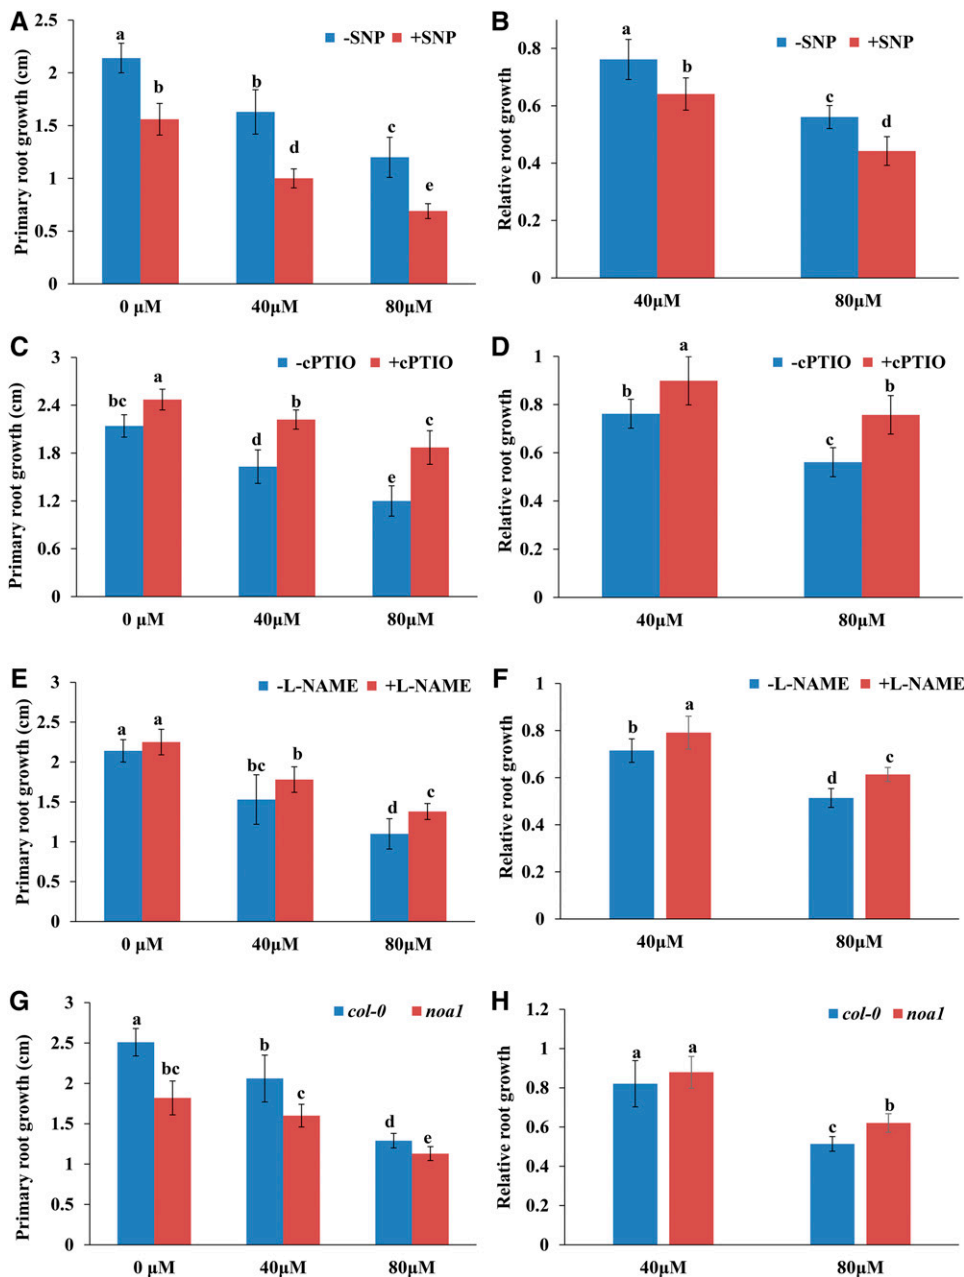 A
-SNP +SNP
Primary root growth (cm)
2.5
2
1.5
1
0.5
0
a
b
b
d
c
e
0 µM 40µM 80µM
B
-SNP +SNP
Relative root growth
0.8
0.6
0.4
0.2
0
a
b
c
d
40µM 80µM
C
-cPTIO +cPTIO
Primary root growth (cm)
3
2.4
1.8
1.2
0.6
0
bc
a
d
b
e
c
0 µM 40µM 80µM
D
-cPTIO +cPTIO
Relative root growth
1
0.8
0.6
0.4
0.2
0
b
a
c
b
40µM 80µM
E
-L-NAME +L-NAME
Primary root growth (cm)
3
2.5
2
1.5
1
0.5
0
a
a
bc
b
d
c
0 µM 40µM 80µM
F
-L-NAME +L-NAME
Relative root growth
1
0.8
0.6
0.4
0.2
0
b
a
d
c
40µM 80µM
G
col-0 noa1
Primary root growth (cm)
3
2.5
2
1.5
1
0.5
0
a
bc
b
c
d
e
0 µM 40µM 80µM
H
col-0 noa1
Relative root growth
1.2
1
0.8
0.6
0.4
0.2
0
a
a
c
b
40µM 80µM